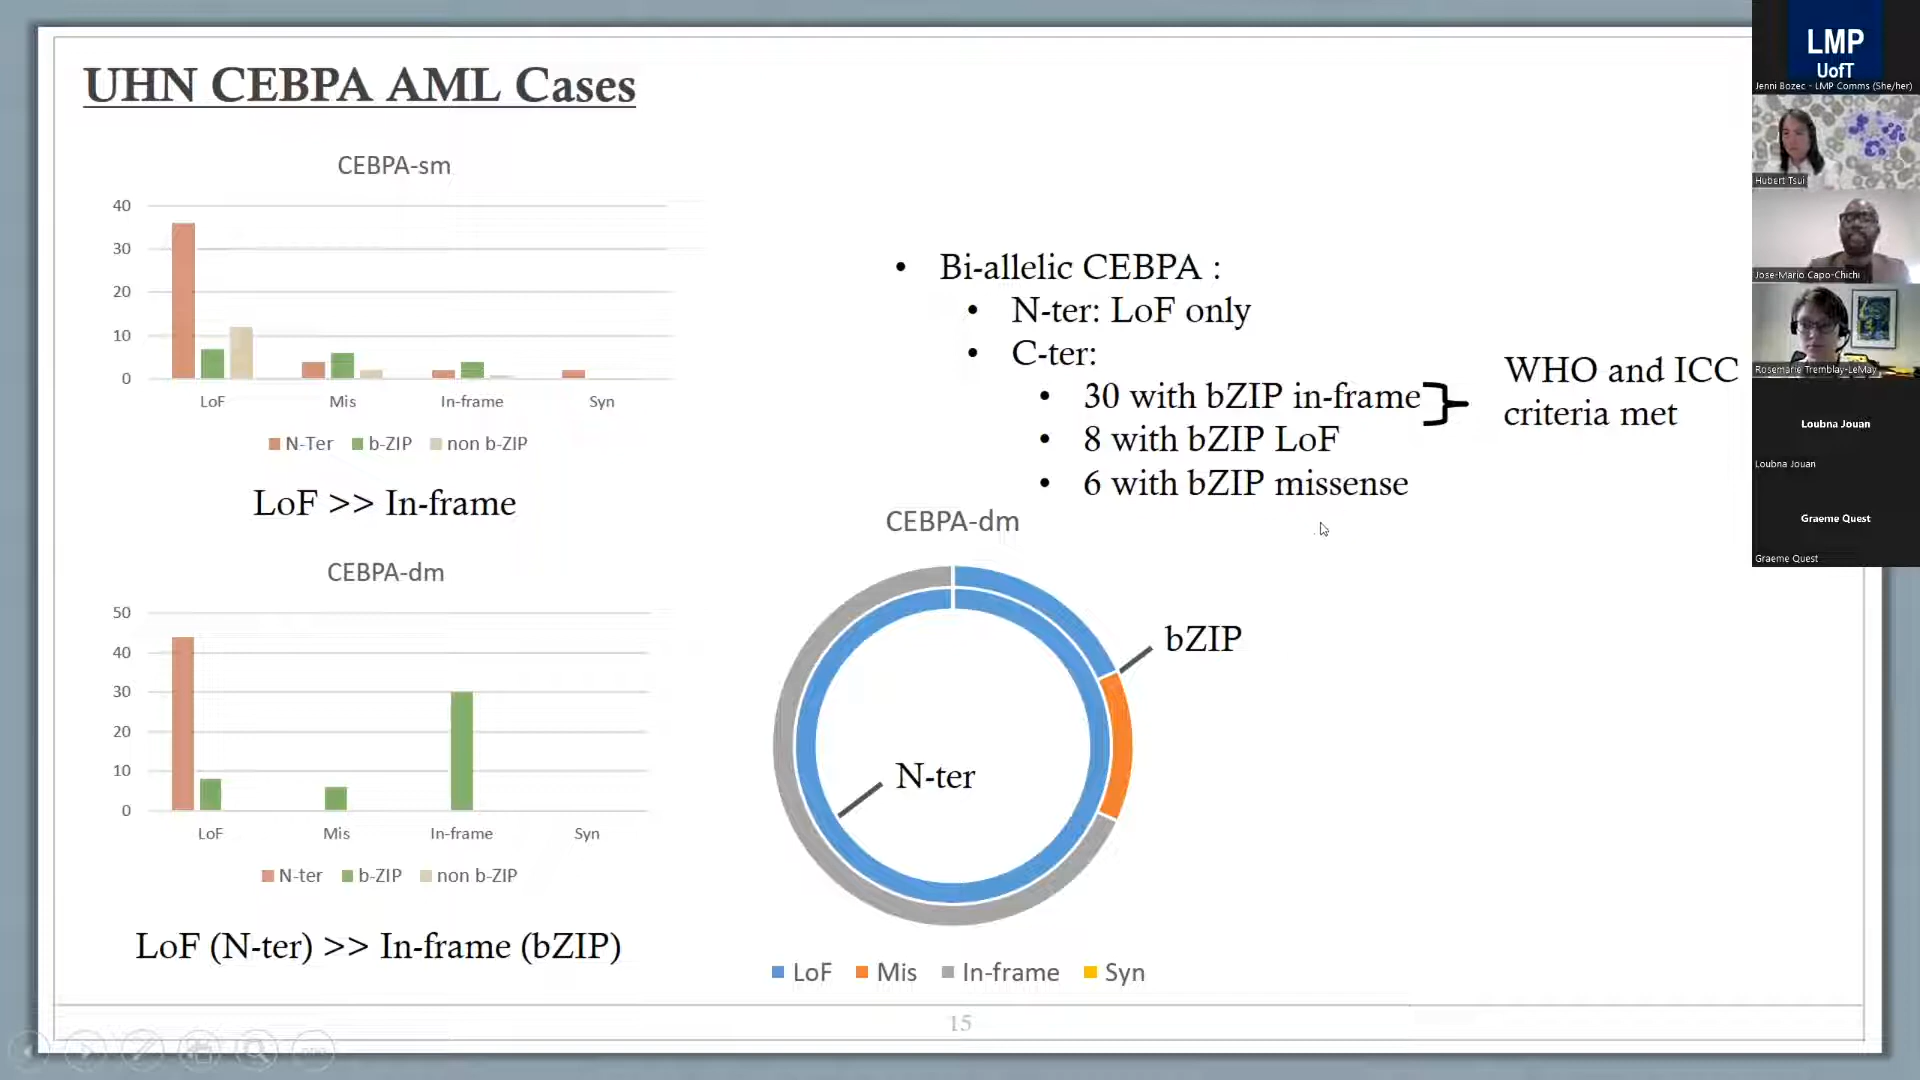 UHN CEBPA AML Cases
CEBPA-sm
40
30
20
10
0
LoF Mis In-frame Syn
N-Ter b-ZIP non b-ZIP
LoF >> In-frame
CEBPA-dm
50
40
30
20
10
0
LoF Mis In-frame Syn
N-ter b-ZIP non b-ZIP
LoF (N-ter) >> In-frame (bZIP)
• Bi-allelic CEBPA :
• N-ter: LoF only
• C-ter:
• 30 with bZIP in-frame
• 8 with bZIP LoF
• 6 with bZIP missense
WHO and ICC
criteria met
CEBPA-dm
bZIP
N-ter
LoF Mis In-frame Syn
15
LMP
UofT
Jenni Bozec - LMP Comms (She/her)
Hubert Tsui
Jose-Mario Capo-Chichi
Rosemarie Tremblay-LeMay
Loubna Jouan
Loubna Jouan
Graeme Quest
Graeme Quest